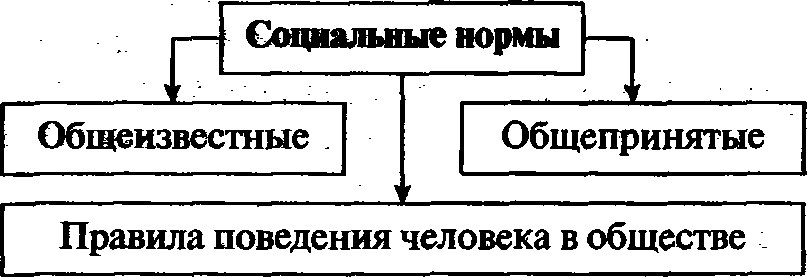 Социальные нормы
Общеизвестные
Общепринятые
Правила поведения человека в обществе